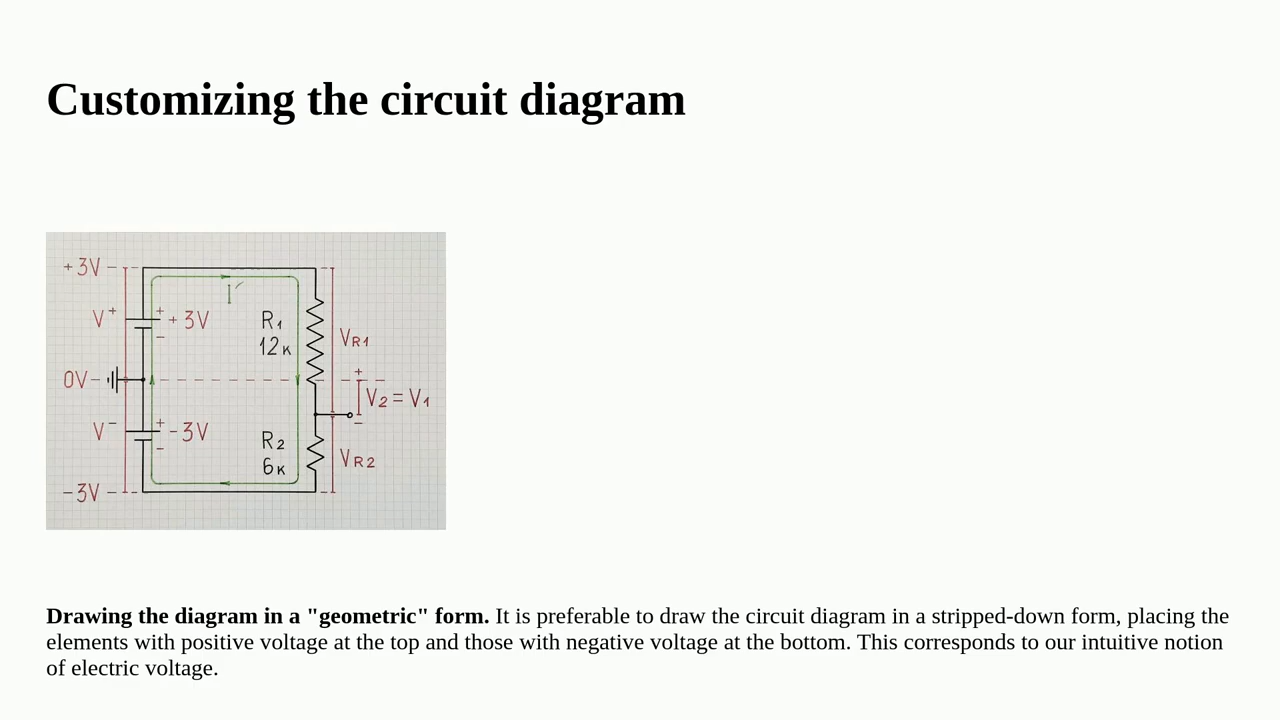 Customizing the circuit diagram
+3V
I
V⁺
+
+3V
−
R₁
12K
V_R1
0V
+
V₂=V₁
−
V⁻
+
−3V
−
R₂
6K
V_R2
−3V
Drawing the diagram in a "geometric" form. It is preferable to draw the circuit diagram in a stripped-down form, placing the
elements with positive voltage at the top and those with negative voltage at the bottom. This corresponds to our intuitive notion
of electric voltage.